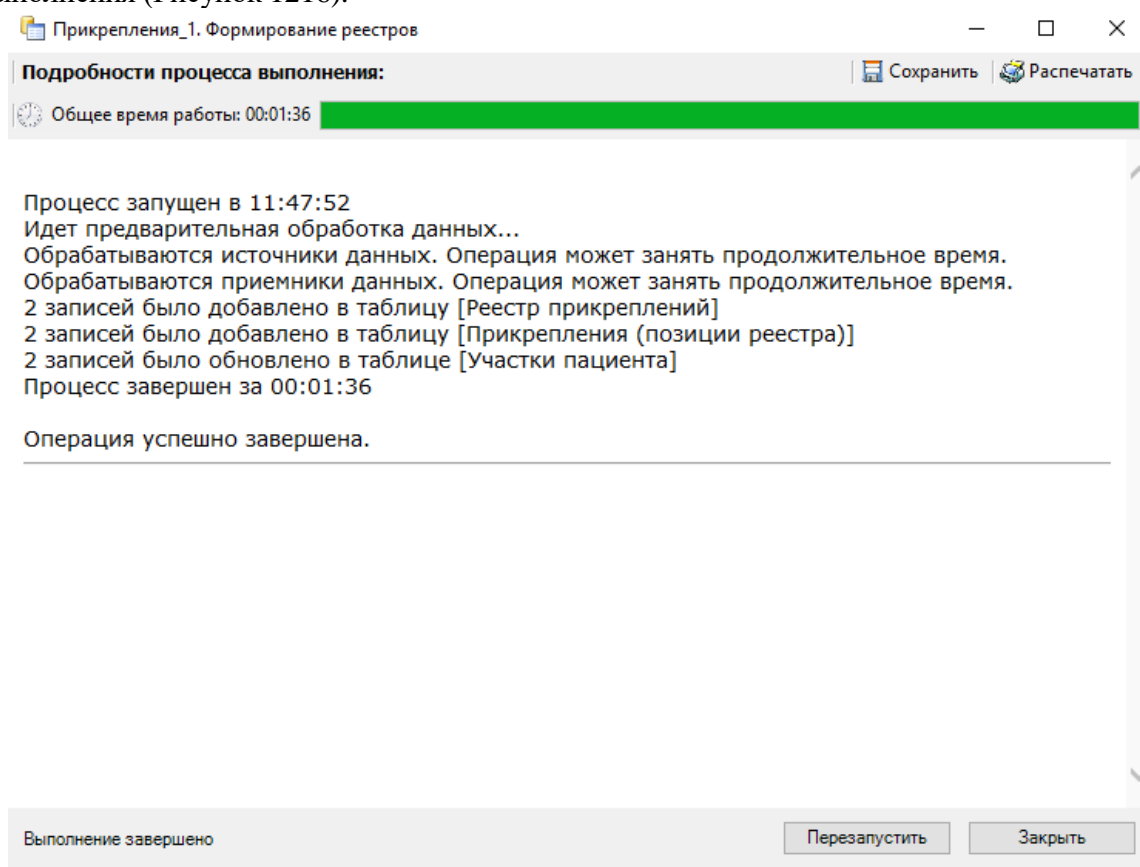 (Рисунок 1216).
Прикрепления_1. Формирование реестров
Подробности процесса выполнения:
Сохранить
Распечатать
Общее время работы: 00:01:36
Процесс запущен в 11:47:52
Идет предварительная обработка данных...
Обрабатываются источники данных. Операция может занять продолжительное время.
Обрабатываются приемники данных. Операция может занять продолжительное время.
2 записей было добавлено в таблицу [Реестр прикреплений]
2 записей было добавлено в таблицу [Прикрепления (позиции реестра)]
2 записей было обновлено в таблице [Участки пациента]
Процесс завершен за 00:01:36
Операция успешно завершена.
Выполнение завершено
Перезапустить
Закрыть